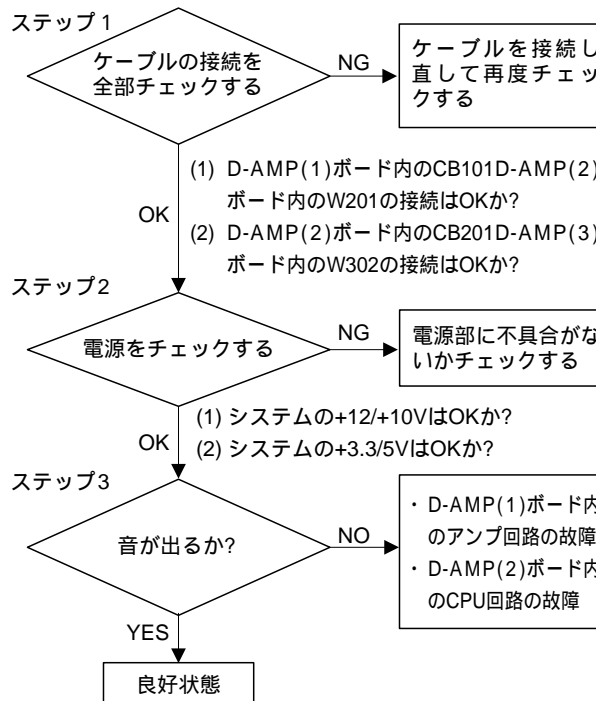 ステップ1
ケーブルの接続を
全部チェックする
NG
ケーブルを接続し
直して再度チェッ
クする
OK
(1) D-AMP(1)ボード内のCB101D-AMP(2)
ボード内のW201の接続はOKか?
(2) D-AMP(2)ボード内のCB201D-AMP(3)
ボード内のW302の接続はOKか?
ステップ2
電源をチェックする
NG
電源部に不具合がな
いかチェックする
OK
(1) システムの+12/+10VはOKか?
(2) システムの+3.3/5VはOKか?
ステップ3
音が出るか?
NO
・ D-AMP(1)ボード内
のアンプ回路の故障
・ D-AMP(2)ボード内
のCPU回路の故障
YES
良好状態